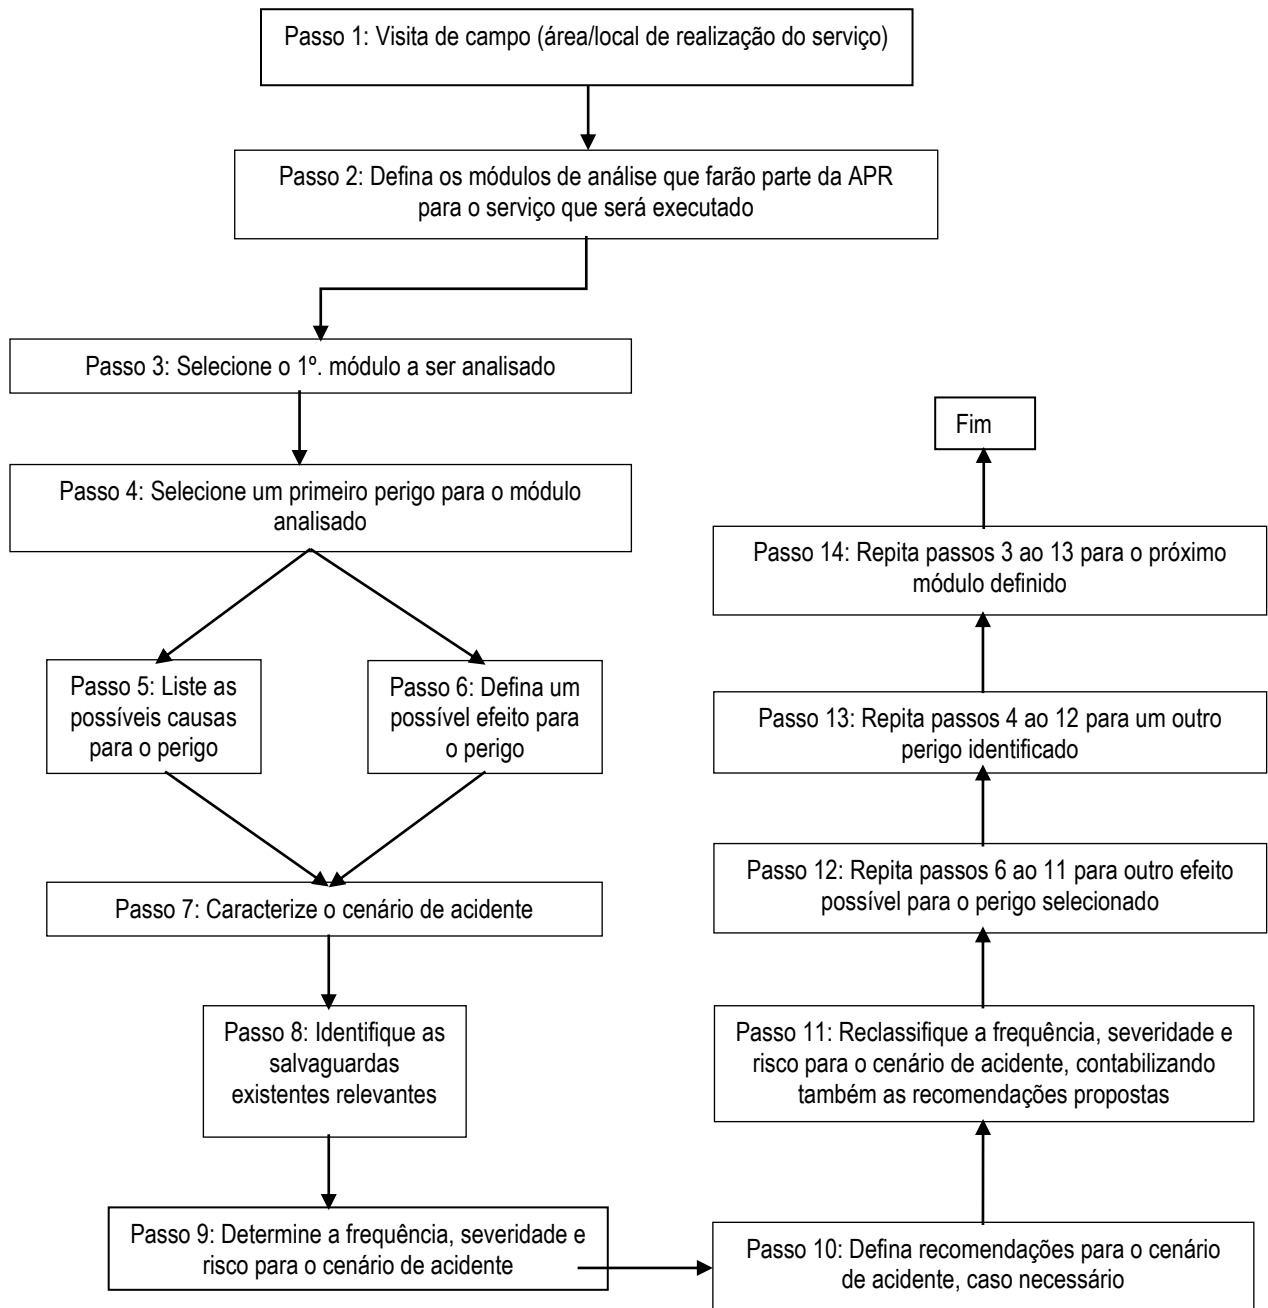 Passo 1: Visita de campo (área/local de realização do serviço)
Passo 2: Defina os módulos de análise que farão parte da APR
para o serviço que será executado
Passo 3: Selecione o 1º. módulo a ser analisado
Passo 4: Selecione um primeiro perigo para o módulo
analisado
Passo 5: Liste as
possíveis causas
para o perigo
Passo 6: Defina um
possível efeito para
o perigo
Passo 7: Caracterize o cenário de acidente
Passo 8: Identifique as
salvaguardas
existentes relevantes
Passo 9: Determine a frequência, severidade e
risco para o cenário de acidente
Passo 10: Defina recomendações para o cenário
de acidente, caso necessário
Passo 11: Reclassifique a frequência, severidade e
risco para o cenário de acidente, contabilizando
também as recomendações propostas
Passo 12: Repita passos 6 ao 11 para outro efeito
possível para o perigo selecionado
Passo 13: Repita passos 4 ao 12 para um outro
perigo identificado
Passo 14: Repita passos 3 ao 13 para o próximo
módulo definido
Fim